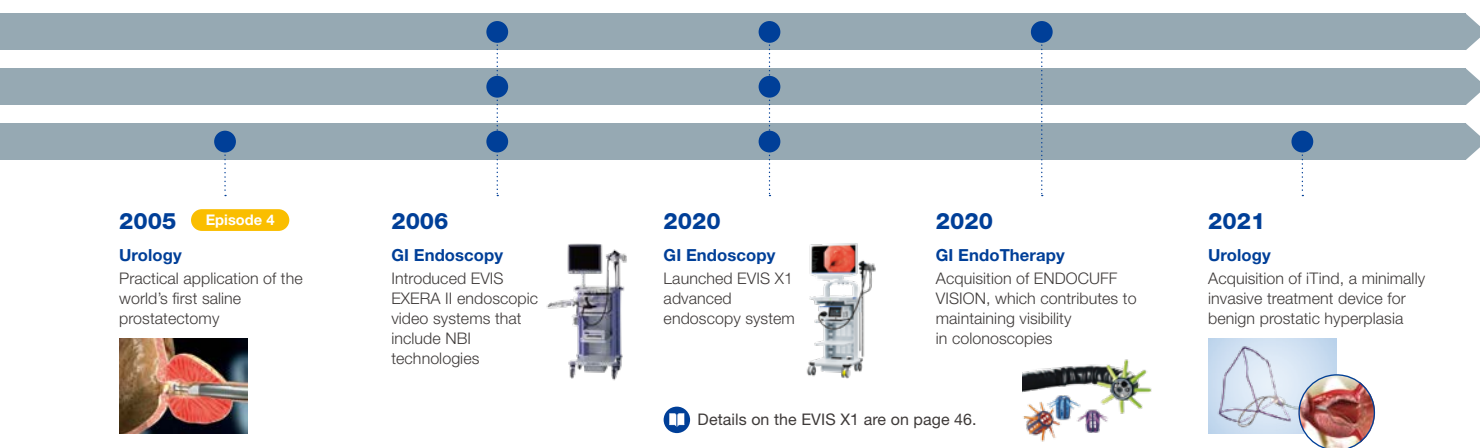 2005 Episode 4
Urology
Practical application of the
world's first saline
prostatectomy
2006
GI Endoscopy
Introduced EVIS
EXERA II endoscopic
video systems that
include NBI
technologies
2020
GI Endoscopy
Launched EVIS X1
advanced
endoscopy system
Details on the EVIS X1 are on page 46.
2020
GI EndoTherapy
Acquisition of ENDOCUFF
VISION, which contributes to
maintaining visibility
in colonoscopies
2021
Urology
Acquisition of iTind, a minimally
invasive treatment device for
benign prostatic hyperplasia